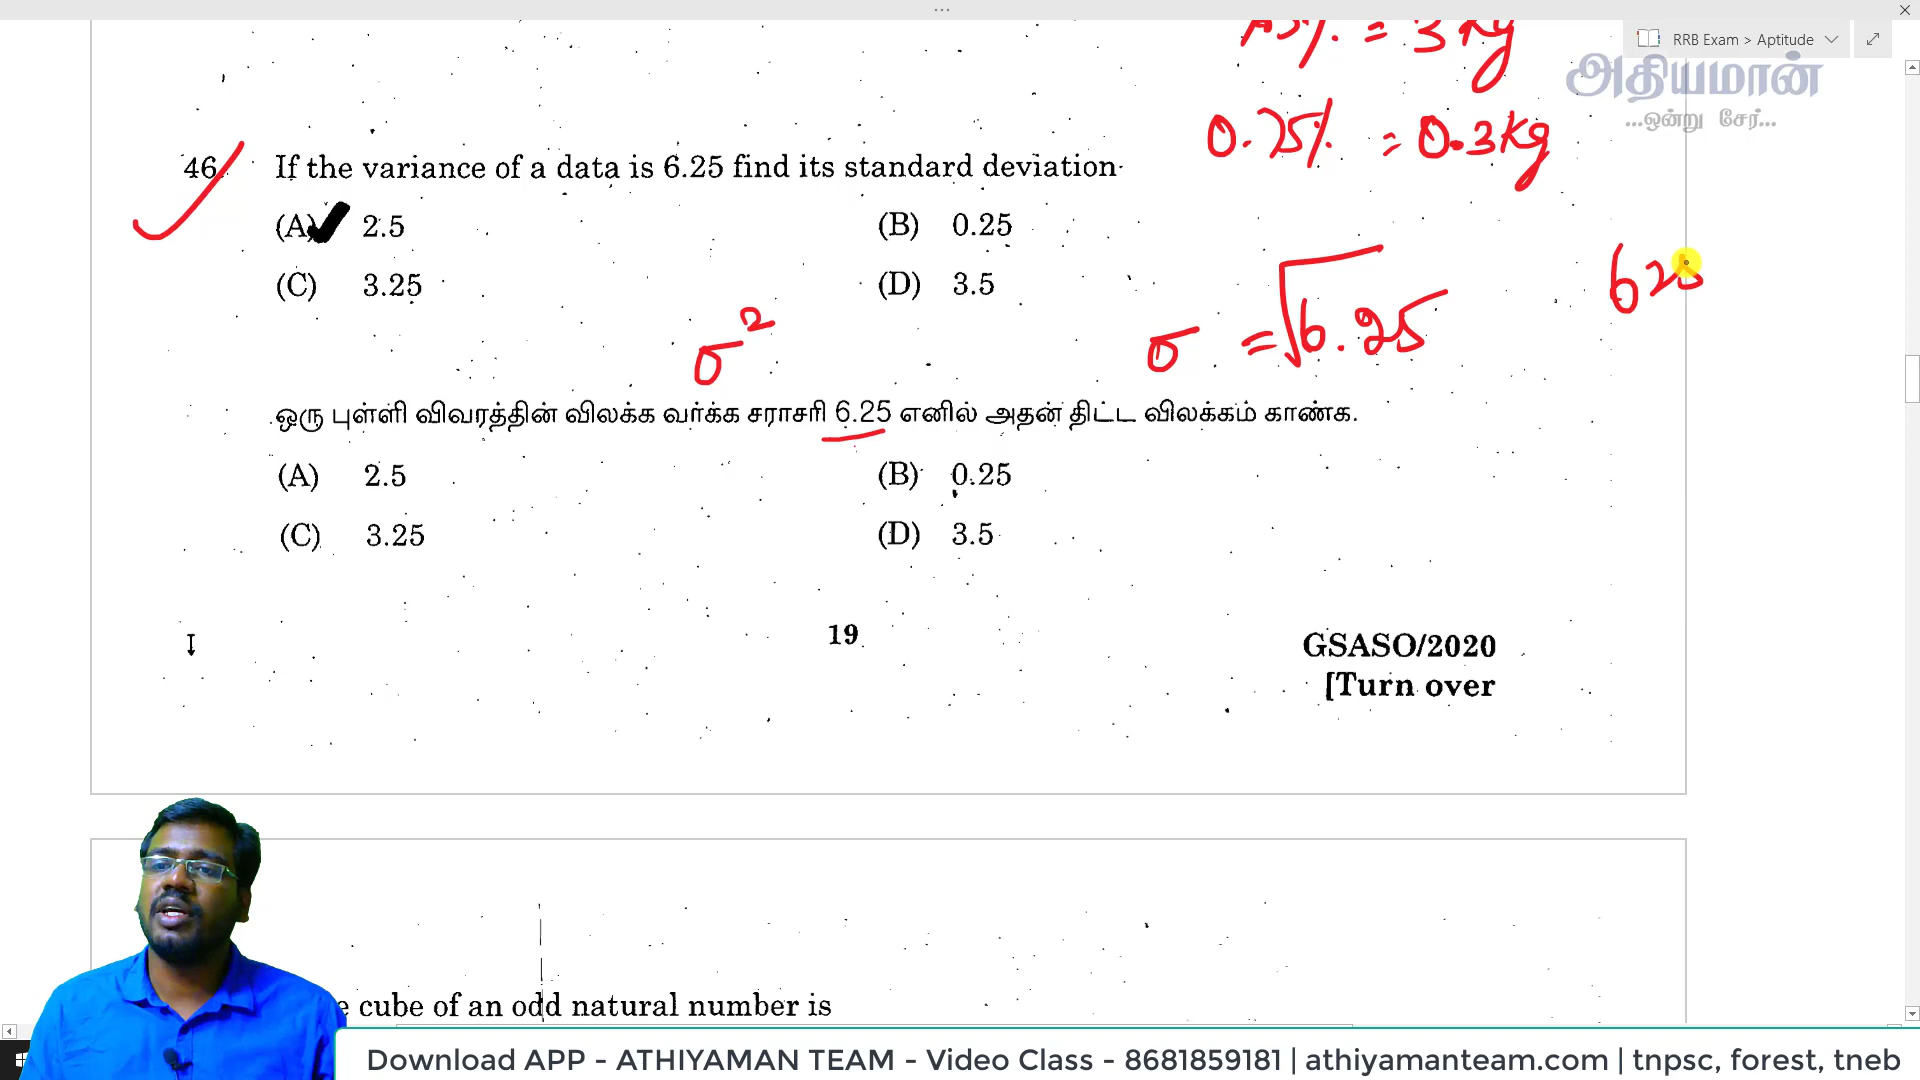 = 3 kg
RRB Exam > Aptitude
அதியமான்
...ஒன்று சேர்...
0.75% = 0.3kg
46. If the variance of a data is 6.25 find its standard deviation
(A) 2.5
(B) 0.25
(C) 3.25
(D) 3.5
625
σ²
σ = √6.25
ஒரு புள்ளி விவரத்தின் விலக்க வர்க்க சராசரி 6.25 எனில் அதன் திட்ட விலக்கம் காண்க.
(A) 2.5
(B) 0.25
(C) 3.25
(D) 3.5
19
GSASO/2020
[Turn over
cube of an odd natural number is
Download APP - ATHIYAMAN TEAM - Video Class - 8681859181 | athiyamanteam.com | tnpsc, forest, tneb